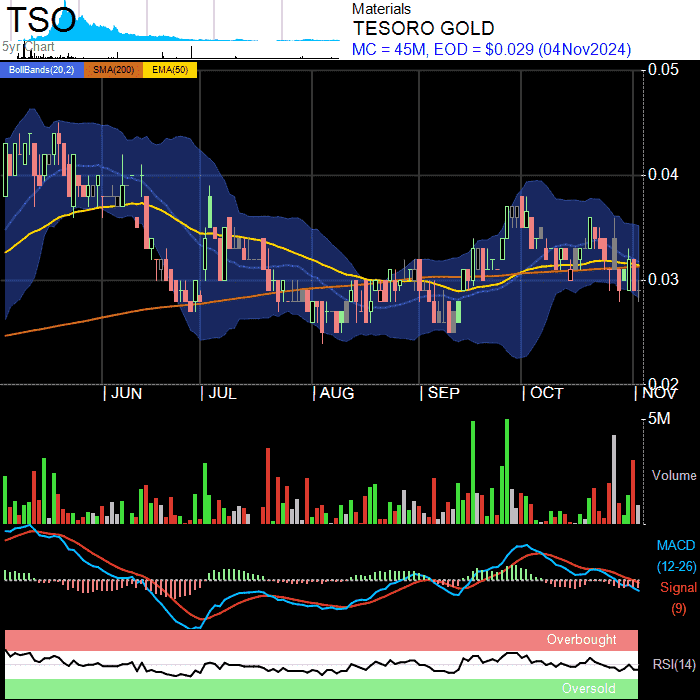 TSO
5yr Chart
Materials
TESORO GOLD
MC = 45M, EOD = $0.029 (04Nov2024)
BollBands(20,2) SMA(200) EMA(50)
0.05
0.04
0.03
0.02
JUN JUL AUG SEP OCT NOV
5M
Volume
MACD
(12-26)
Signal
(9)
Overbought
RSI(14)
Oversold